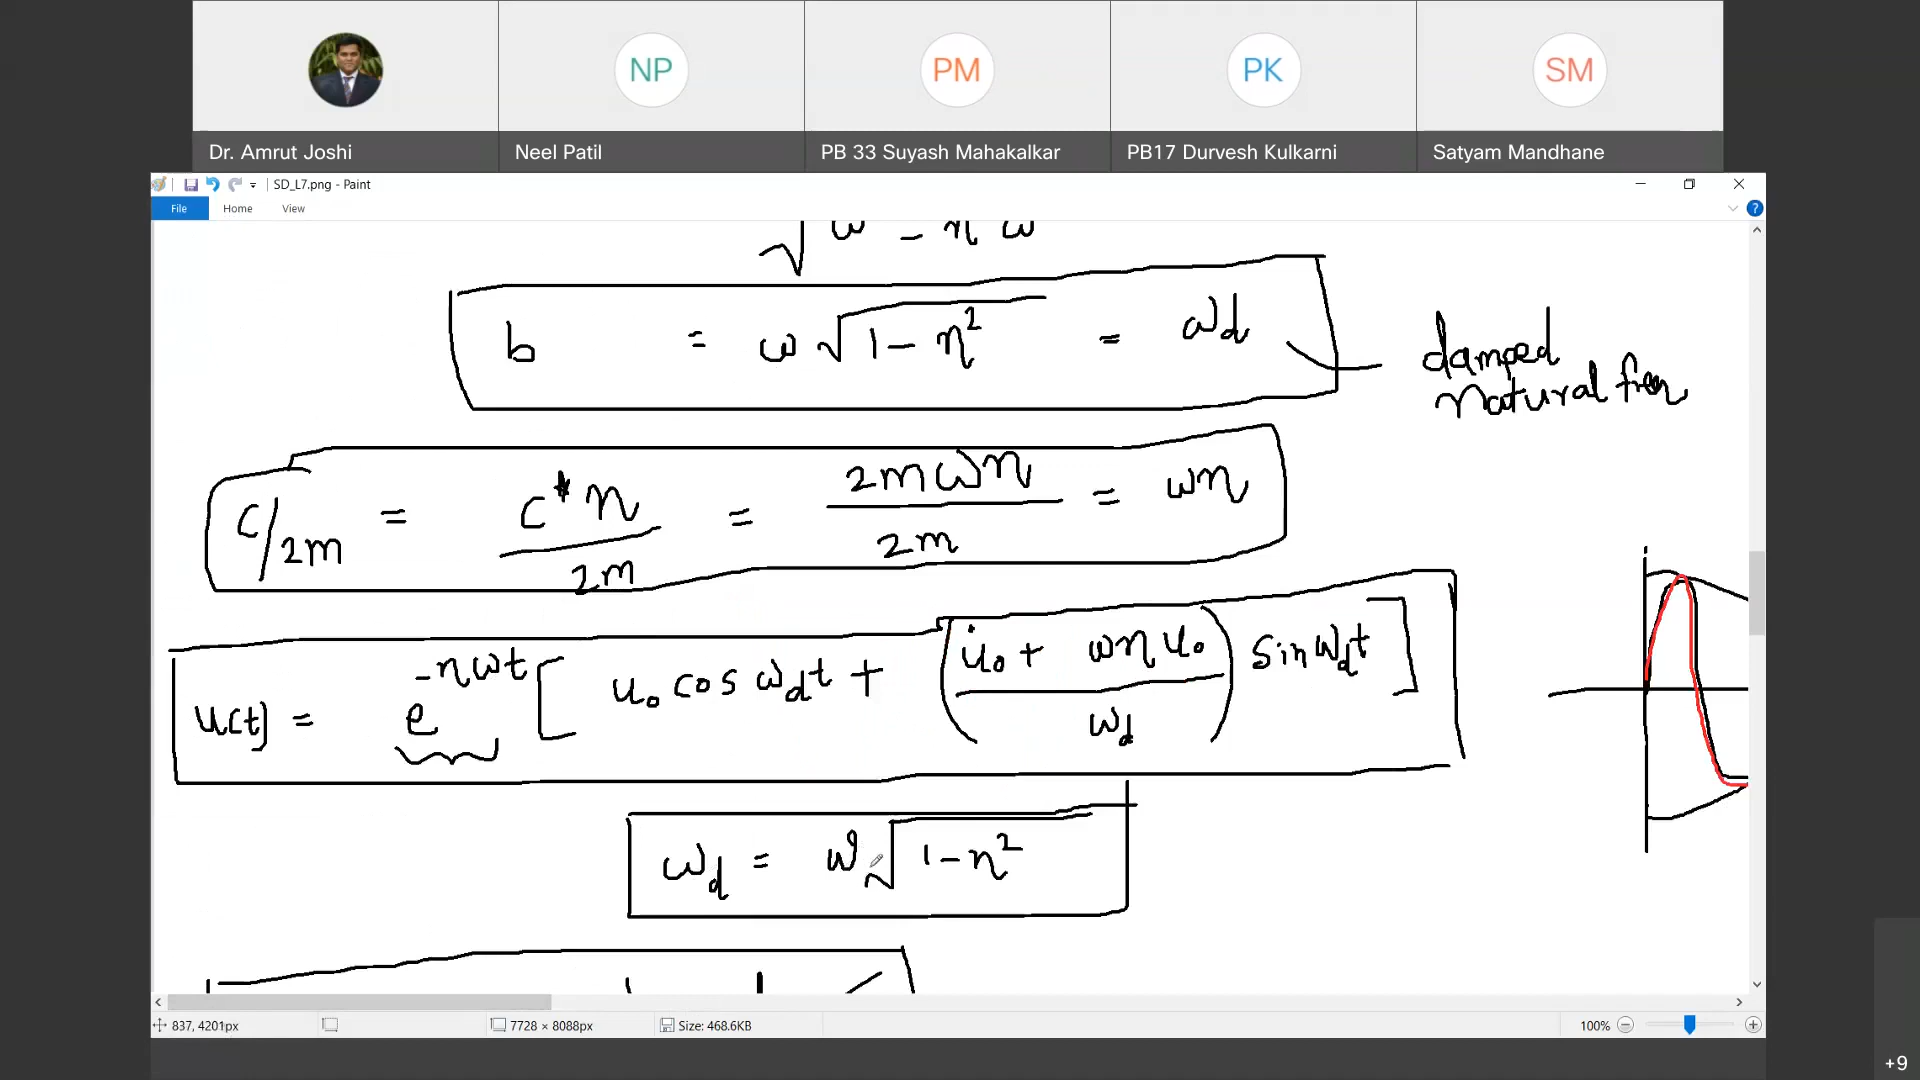 NP
PM
PK
SM
Dr. Amrut Joshi
Neel Patil
PB 33 Suyash Mahakalkar
PB17 Durvesh Kulkarni
Satyam Mandhane
SD_L7.png - Paint
File
Home
View
?
b = ω√1-η² = ωd
damped
Natural freq
c/2m = c*η/2m = 2mωη/2m = ωη
u(t) = e^-ηωt [u₀ cos ωdt + (u̇₀ + ωηu₀ / ωd) sin ωdt]
ωd = ω√1-η²
837, 4201px
7728 × 8088px
Size: 468.6KB
100%
+9